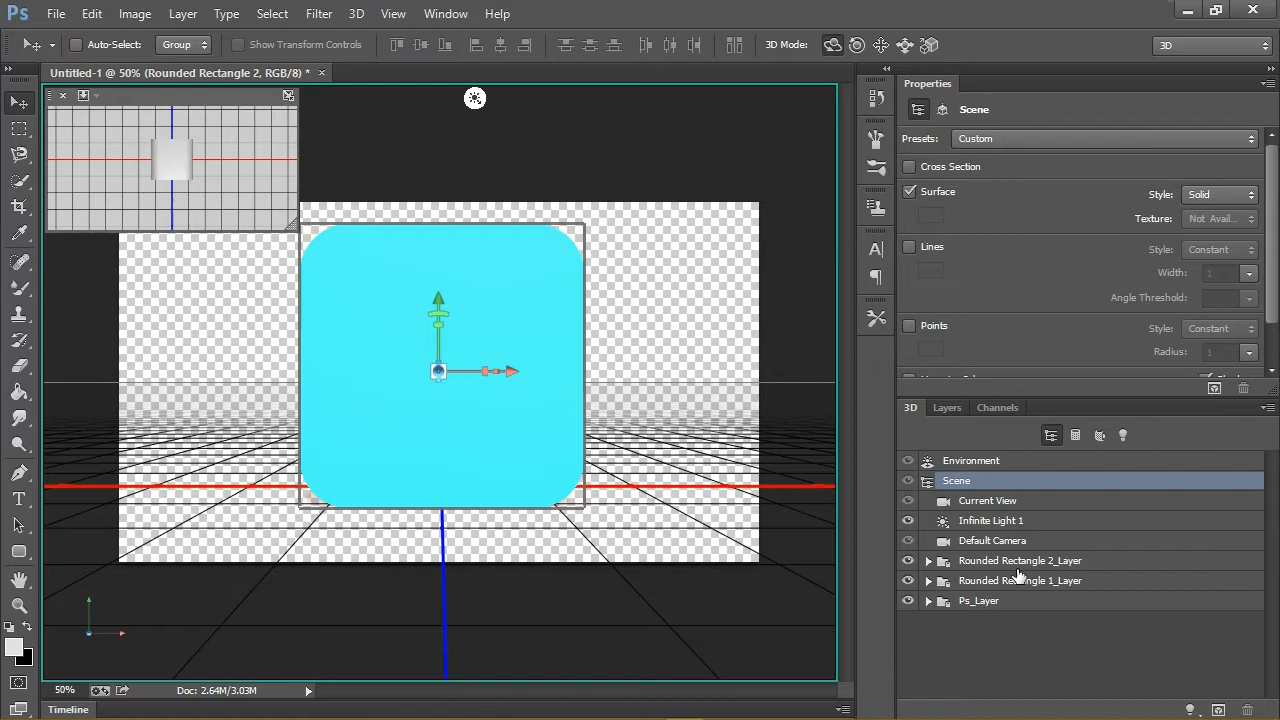 Ps File Edit Image Layer Type Select Filter 3D View Window Help
Auto-Select: Group Show Transform Controls 3D Mode: 3D
Untitled-1 @ 50% (Rounded Rectangle 2, RGB/8) * ×
Properties
Scene
Presets: Custom
Cross Section
Surface Style: Solid
Texture: Not Avail...
Lines Style: Constant
Width: 1
Angle Threshold:
Points Style: Constant
Radius: 1
3D Layers Channels
Environment
Scene
Current View
Infinite Light 1
Default Camera
Rounded Rectangle 2_Layer
Rounded Rectangle 1_Layer
Ps_Layer
50% Doc: 2.64M/3.03M
Timeline